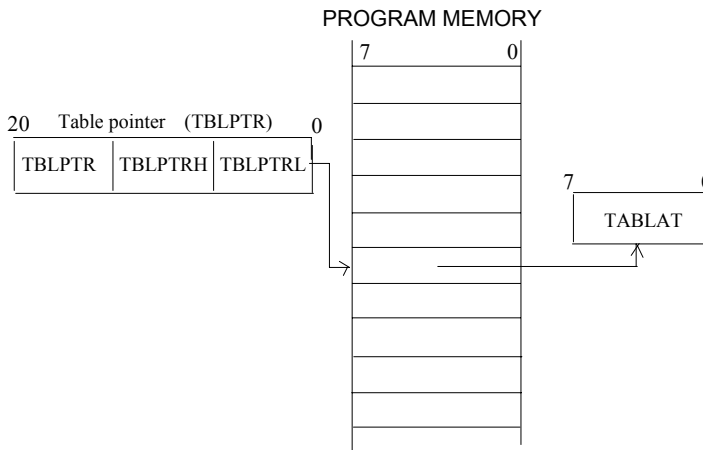 PROGRAM MEMORY
7 0
20 Table pointer (TBLPTR) 0
TBLPTR TBLPTRH TBLPTRL
7
TABLAT